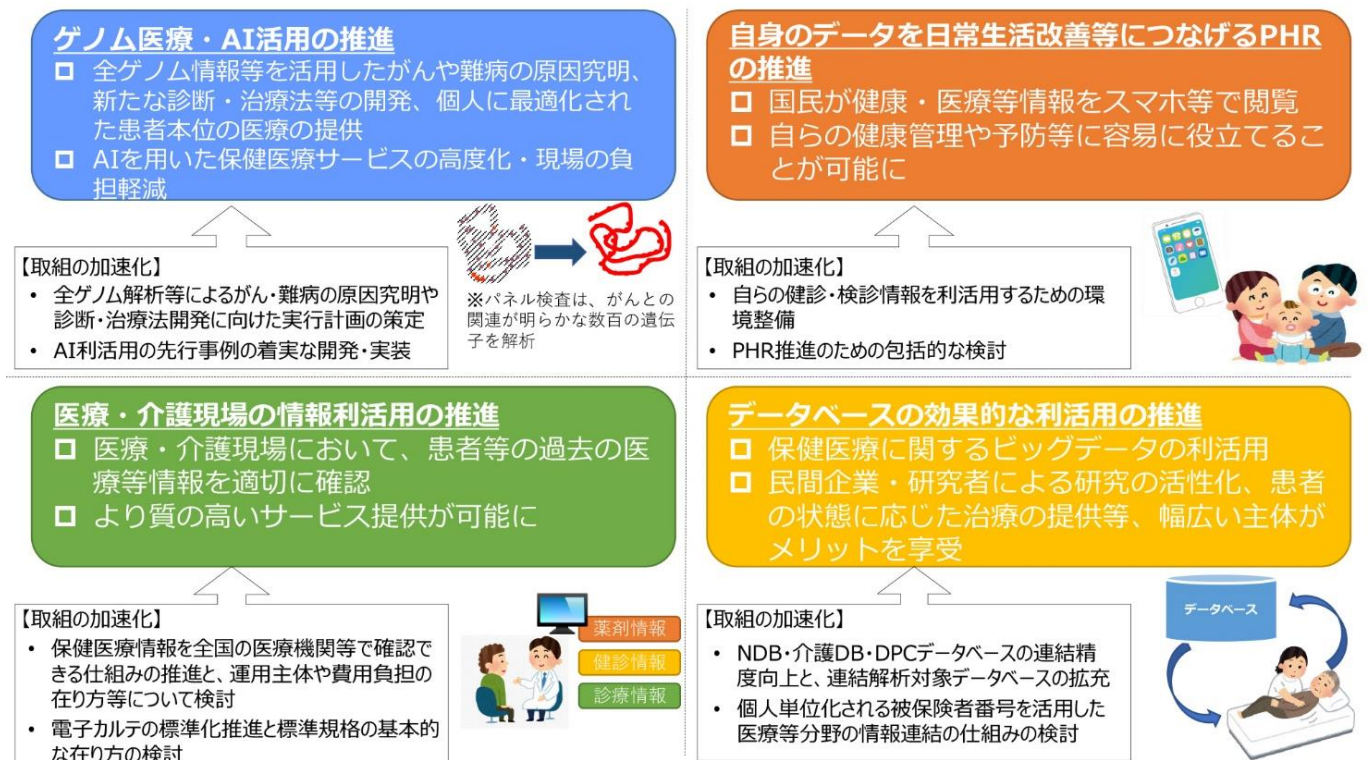 ゲノム医療・AI活用の推進
全ゲノム情報等を活用したがんや難病の原因究明、
新たな診断・治療法等の開発、個人に最適化され
た患者本位の医療の提供
AIを用いた保健医療サービスの高度化・現場の負
担軽減
【取組の加速化】
• 全ゲノム解析等によるがん・難病の原因究明や
診断・治療法開発に向けた実行計画の策定
• AI利活用の先行事例の着実な開発・実装
※パネル検査は、がんとの
関連が明らかな数百の遺伝
子を解析
自身のデータを日常生活改善等につなげるPHR
の推進
国民が健康・医療等情報をスマホ等で閲覧
自らの健康管理や予防等に容易に役立てるこ
とが可能に
【取組の加速化】
• 自らの健診・検診情報を利活用するための環
境整備
• PHR推進のための包括的な検討
医療・介護現場の情報利活用の推進
医療・介護現場において、患者等の過去の医
療等情報を適切に確認
より質の高いサービス提供が可能に
【取組の加速化】
• 保健医療情報を全国の医療機関等で確認で
きる仕組みの推進と、運用主体や費用負担の
在り方等について検討
• 電子カルテの標準化推進と標準規格の基本的
な在り方の検討
薬剤情報
健診情報
診療情報
データベースの効果的な利活用の推進
保健医療に関するビッグデータの利活用
民間企業・研究者による研究の活性化、患者
の状態に応じた治療の提供等、幅広い主体が
メリットを享受
【取組の加速化】
• NDB・介護DB・DPCデータベースの連結精
度向上と、連結解析対象データベースの拡充
• 個人単位化される被保険者番号を活用した
医療等分野の情報連結の仕組みの検討
データベース